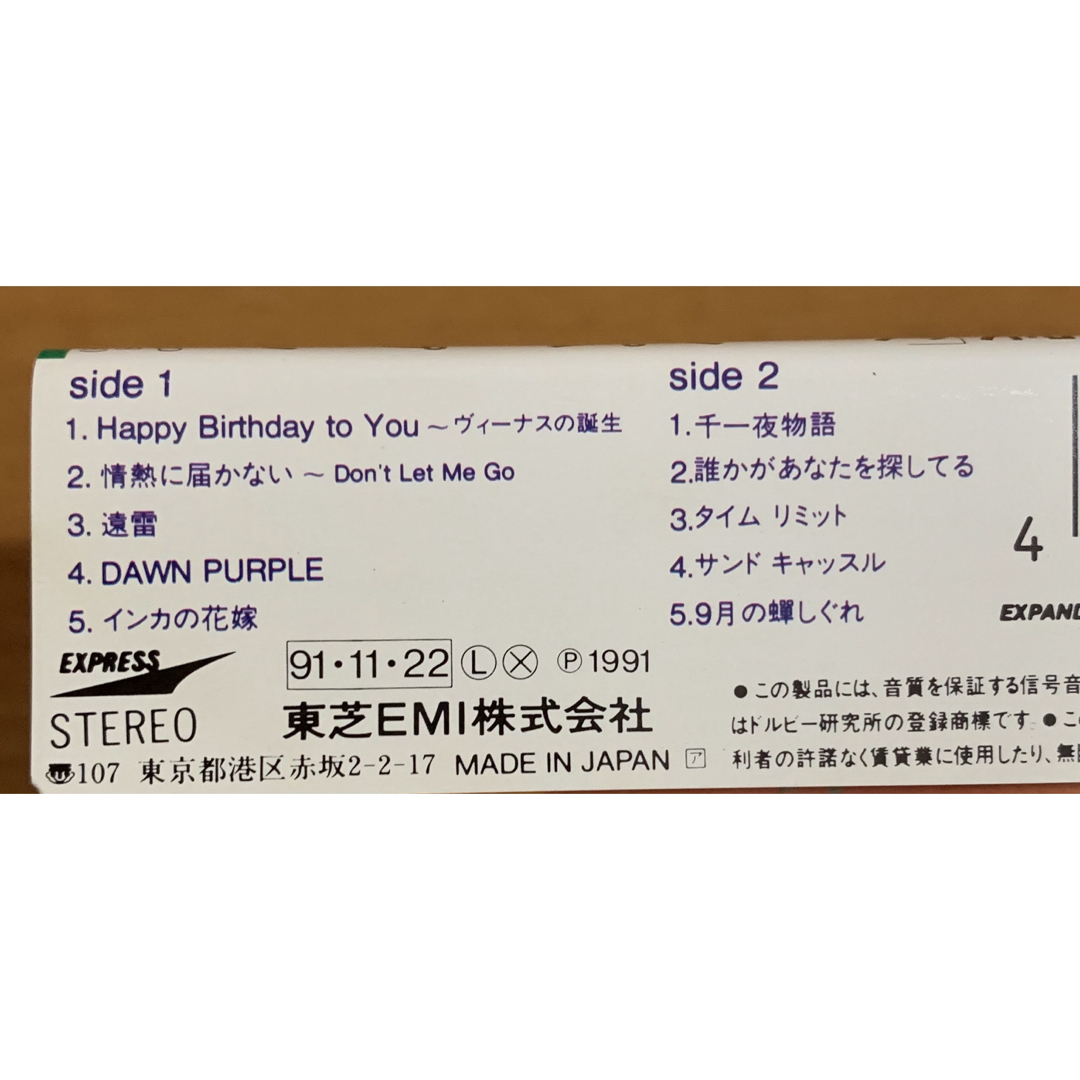 side 1
1. Happy Birthday to You～ヴィーナスの誕生
2. 情熱に届かない ～ Don't Let Me Go
3. 遠雷
4. DAWN PURPLE
5. インカの花嫁
side 2
1.千一夜物語
2.誰かがあなたを探してる
3.タイム リミット
4.サンド キャッスル
5.9月の蟬しぐれ
4
EXPAND
EXPRESS
STEREO
91・11・22 Ⓛ Ⓧ Ⓟ1991
東芝EMI株式会社
107 東京都港区赤坂2-2-17 MADE IN JAPAN ア
●この製品には、音質を保証する信号音
はドルビー研究所の登録商標です。●こ
利者の許諾なく賃貸業に使用したり、無